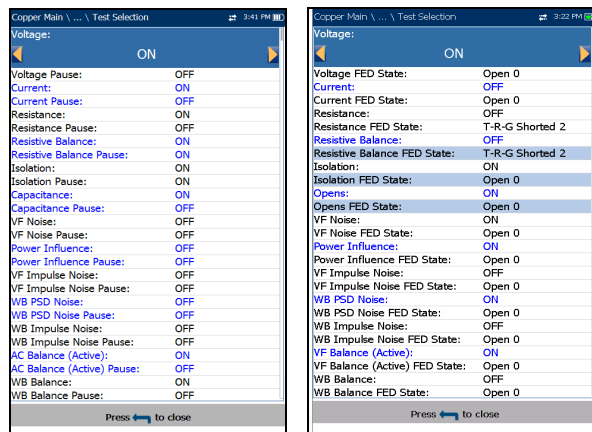 Copper Main \ ... \ Test Selection 3:41 PM
Voltage:
ON
Voltage Pause: OFF
Current: ON
Current Pause: ON
Resistance: ON
Resistance Pause: OFF
Resistive Balance: ON
Resistive Balance Pause: ON
Isolation: ON
Isolation Pause: ON
Capacitance: ON
Capacitance Pause: OFF
VF Noise: OFF
VF Noise Pause: OFF
Power Influence: OFF
Power Influence Pause: OFF
VF Impulse Noise: OFF
VF Impulse Noise Pause: OFF
WB PSD Noise: OFF
WB PSD Noise Pause: OFF
WB Impulse Noise: OFF
WB Impulse Noise Pause: OFF
AC Balance (Active): ON
AC Balance (Active) Pause: OFF
WB Balance: ON
WB Balance Pause: OFF
Press to close
Copper Main \ ... \ Test Selection 3:22 PM
Voltage:
ON
Voltage FED State: Open 0
Current: OFF
Current FED State: Open 0
Resistance: OFF
Resistance FED State: T-R-G Shorted 2
Resistive Balance: OFF
Resistive Balance FED State: T-R-G Shorted 2
Isolation: ON
Isolation FED State: Open 0
Opens: ON
Opens FED State: Open 0
VF Noise: ON
VF Noise FED State: Open 0
Power Influence: ON
Power Influence FED State: Open 0
VF Impulse Noise: OFF
VF Impulse Noise FED State: Open 0
WB PSD Noise: ON
WB PSD Noise FED State: Open 0
WB Impulse Noise: OFF
WB Impulse Noise FED State: Open 0
VF Balance (Active): ON
VF Balance (Active) FED State: Open 0
WB Balance: OFF
WB Balance FED State: Open 0
Press to close